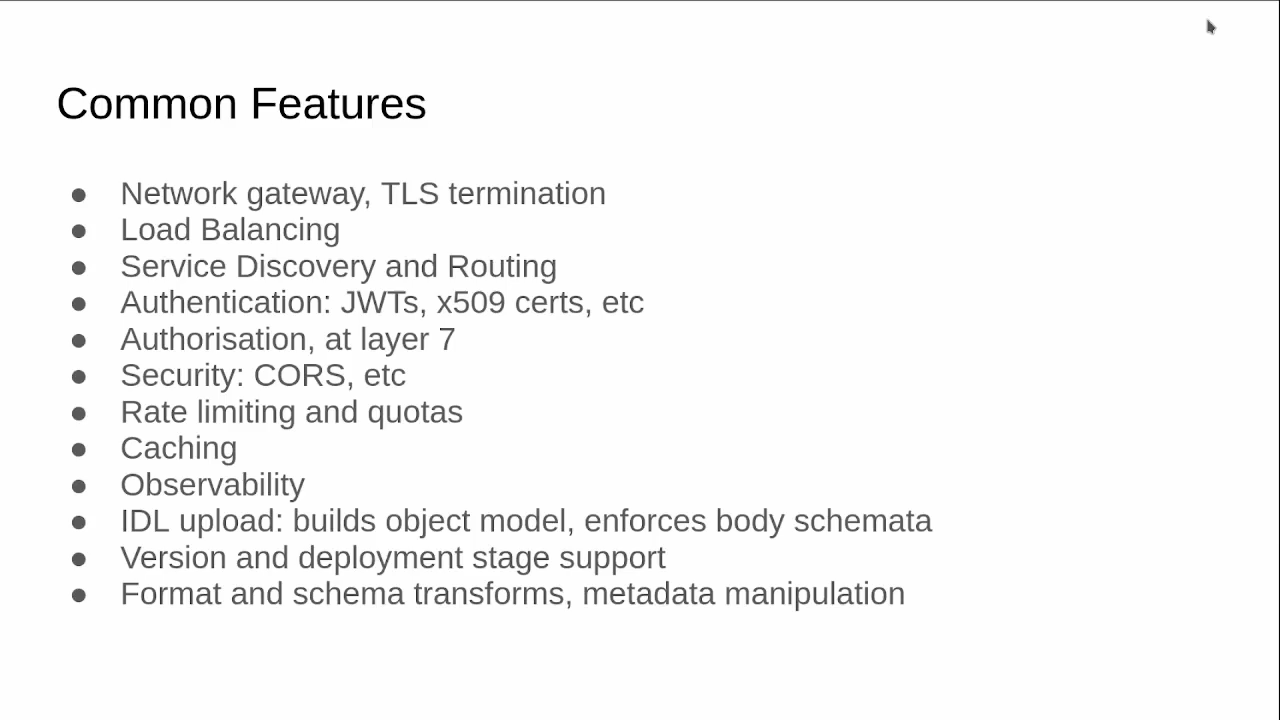 Common Features
● Network gateway, TLS termination
● Load Balancing
● Service Discovery and Routing
● Authentication: JWTs, x509 certs, etc
● Authorisation, at layer 7
● Security: CORS, etc
● Rate limiting and quotas
● Caching
● Observability
● IDL upload: builds object model, enforces body schemata
● Version and deployment stage support
● Format and schema transforms, metadata manipulation